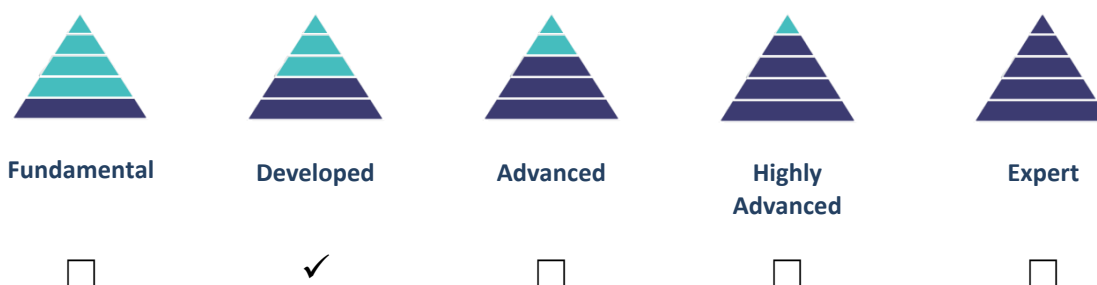 Fundamental
Developed
Advanced
Highly
Advanced
Expert
☐ ✓ ☐ ☐ ☐